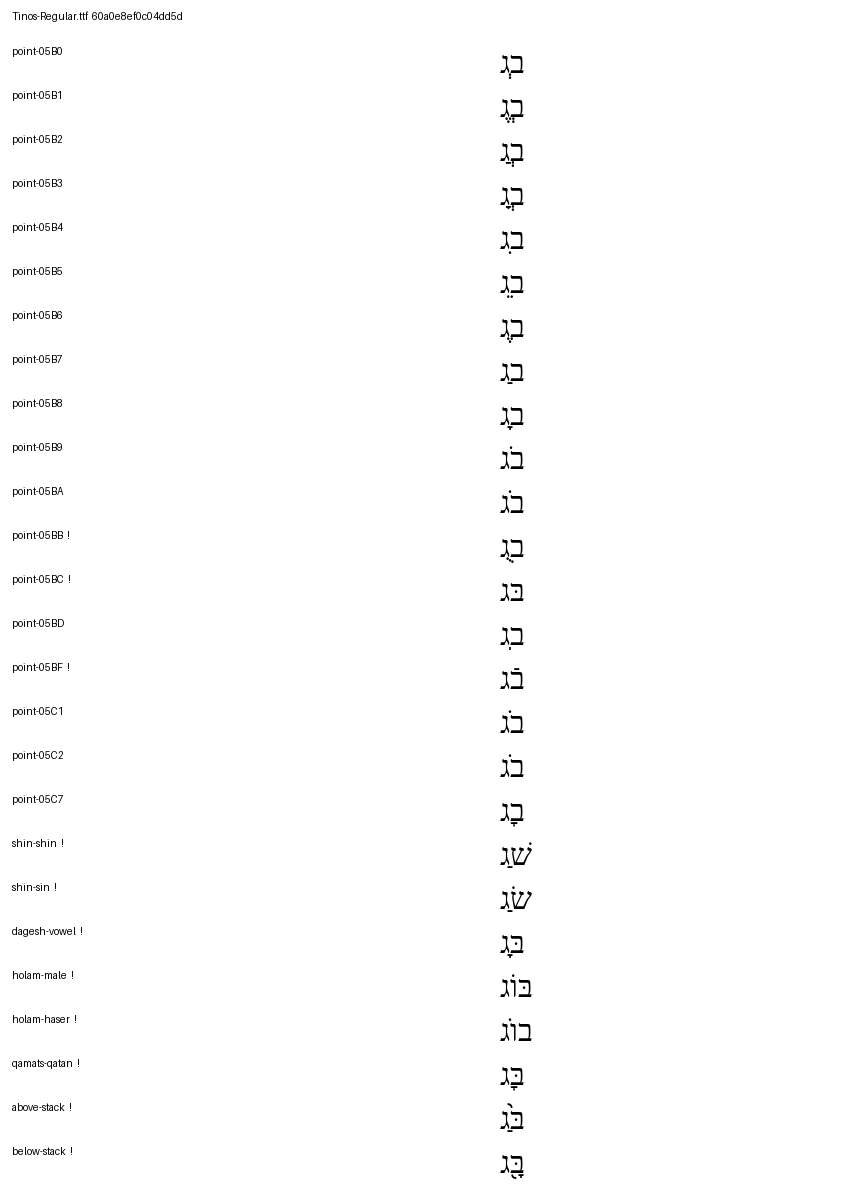 Tinos-Regular.ttf 60a0e8ef0c04dd5d
point-05B0 בְג
point-05B1 בֱג
point-05B2 בֲג
point-05B3 בֳג
point-05B4 בִג
point-05B5 בֵג
point-05B6 בֶג
point-05B7 בַג
point-05B8 בָג
point-05B9 בֹג
point-05BA בֺג
point-05BB ! בֻג
point-05BC ! בּג
point-05BD בֽג
point-05BF ! בֿג
point-05C1 בׁג
point-05C2 בׂג
point-05C7 בׇג
shin-shin ! שַׁג
shin-sin ! שַׂג
dagesh-vowel ! בָּג
holam-male ! בּוֹג
holam-haser ! בוֺג
qamats-qatan ! בׇּג
above-stack ! בַּ֨ג
below-stack ! בָּ֖ג